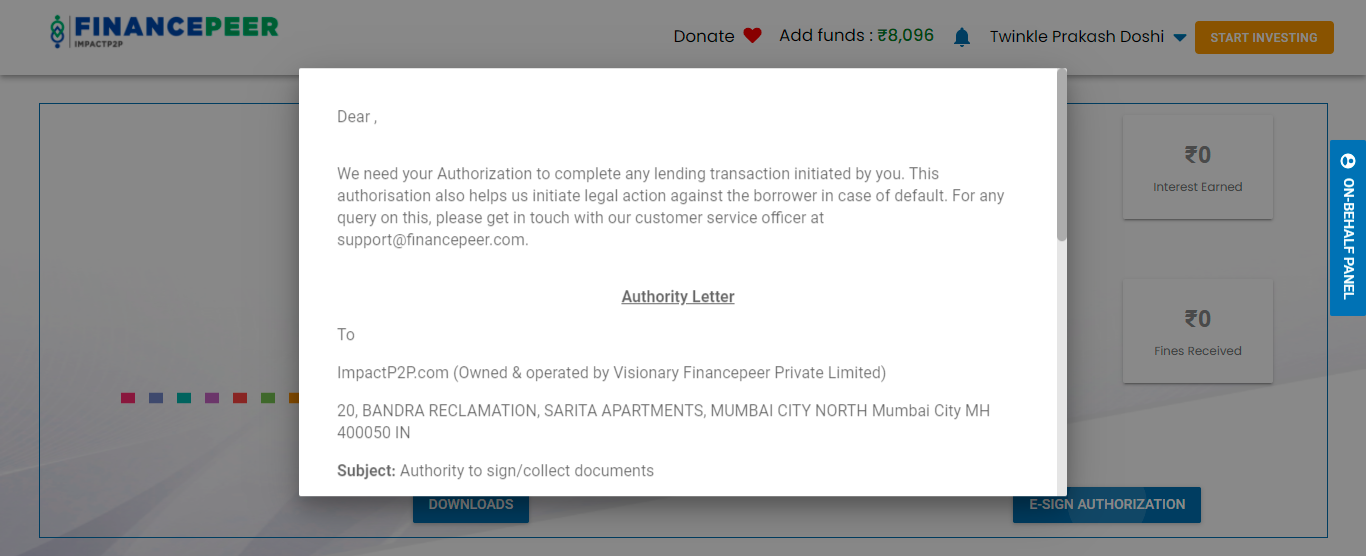 FINANCEPEER
IMPACTP2P
Donate
Add funds : ₹8,096
Twinkle Prakash Doshi
START INVESTING
Dear ,
We need your Authorization to complete any lending transaction initiated by you. This
authorisation also helps us initiate legal action against the borrower in case of default. For any
query on this, please get in touch with our customer service officer at
support@financepeer.com.
Authority Letter
To
ImpactP2P.com (Owned & operated by Visionary Financepeer Private Limited)
20, BANDRA RECLAMATION, SARITA APARTMENTS, MUMBAI CITY NORTH Mumbai City MH
400050 IN
Subject: Authority to sign/collect documents
₹0
Interest Earned
₹0
Fines Received
ON-BEHALF PANEL
DOWNLOADS
E-SIGN AUTHORIZATION